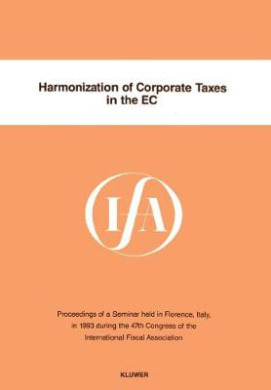 Harmonization of Corporate Taxes
in the EC
IfA
Proceedings of a Seminar held in Florence, Italy,
in 1993 during the 47th Congress of the
International Fiscal Association
KLUWER